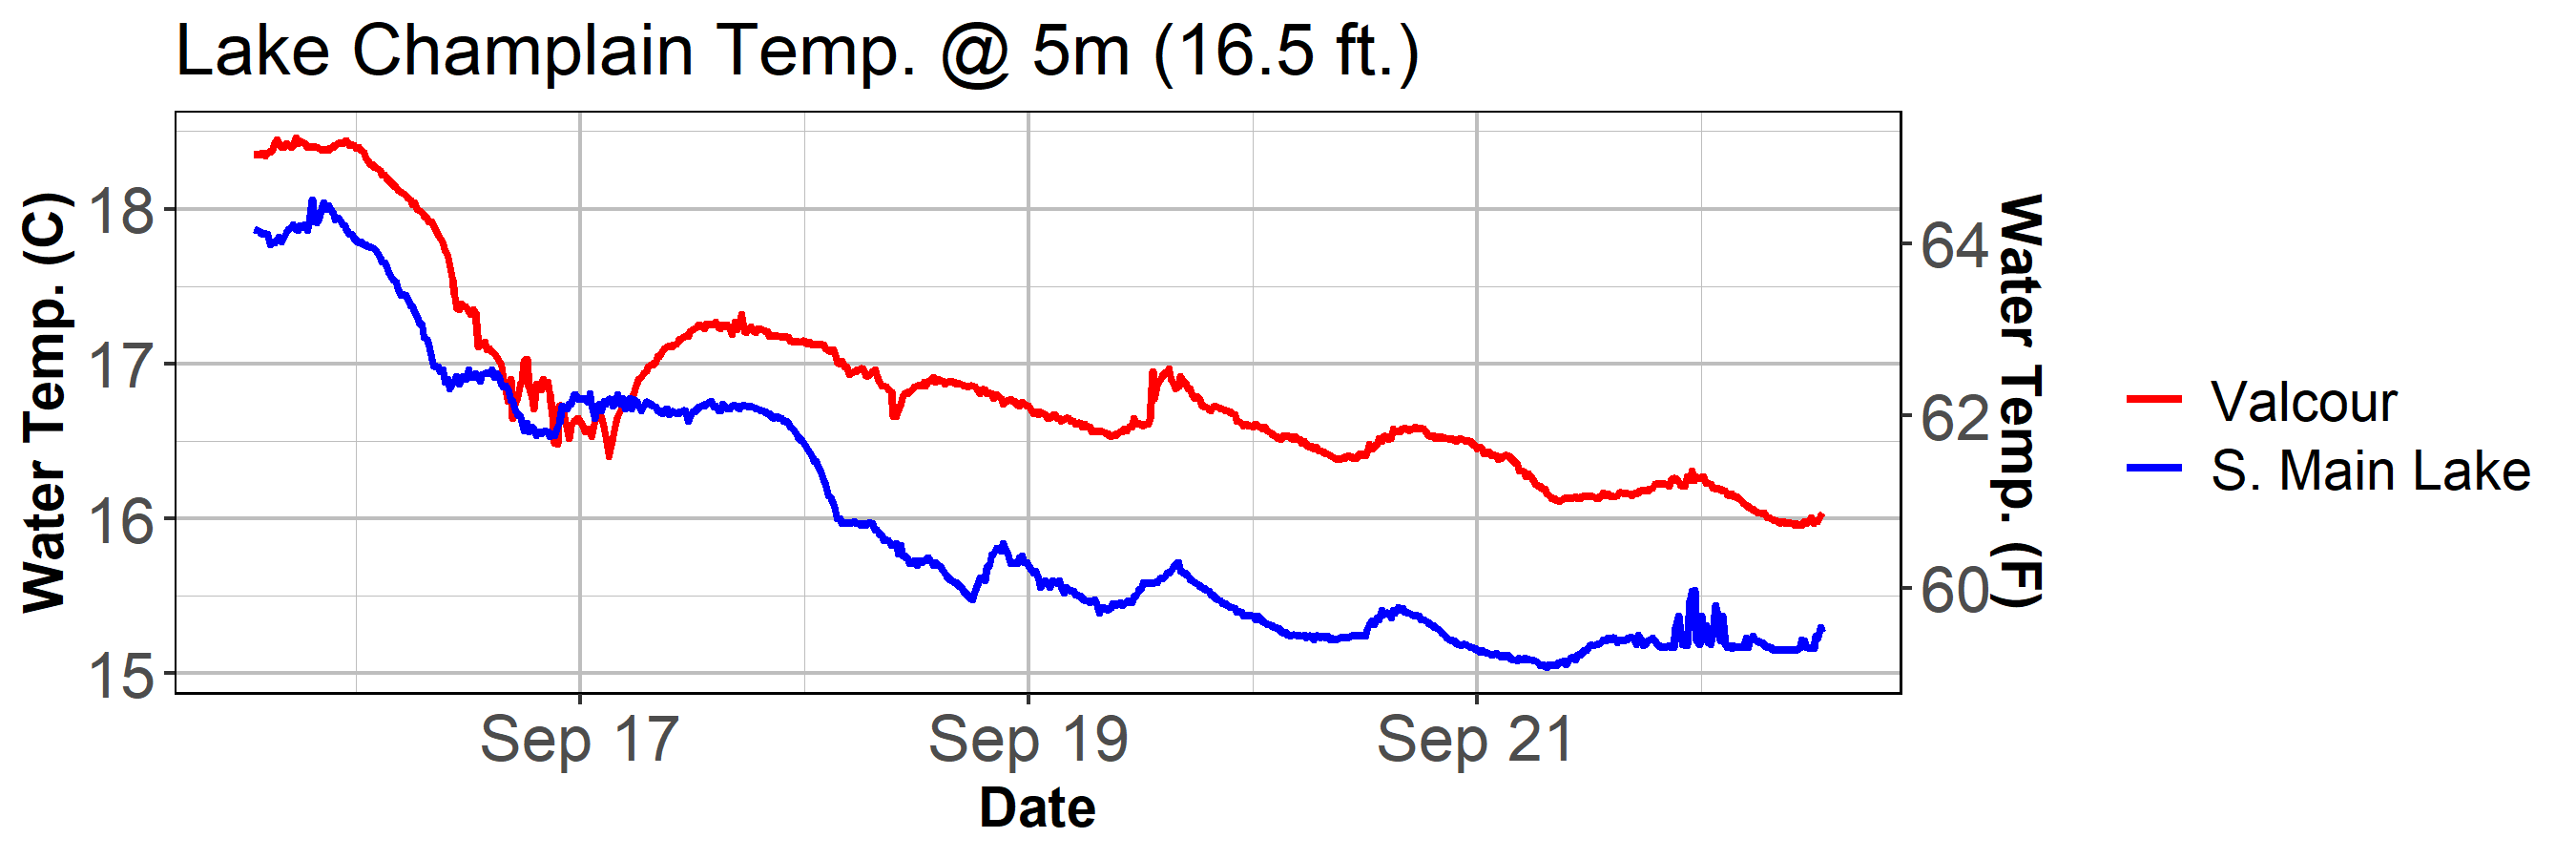 Lake Champlain Temp. @ 5m (16.5 ft.)
Water Temp. (C)
18
17
16
15
64
62
60
Water Temp. (F)
Valcour
S. Main Lake
Sep 17
Sep 19
Sep 21
Date